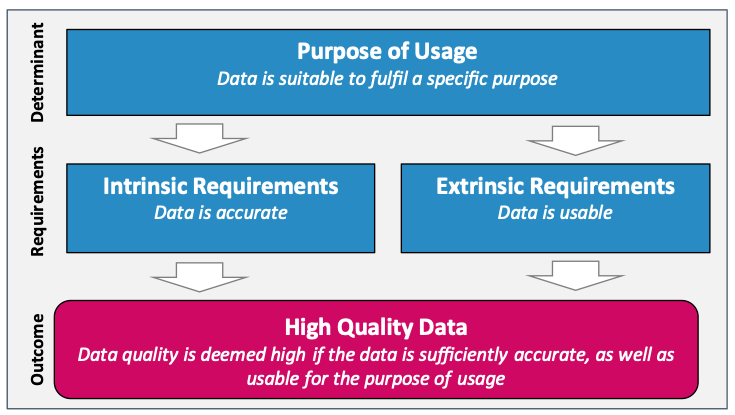 Determinant
Purpose of Usage
Data is suitable to fulfil a specific purpose
Requirements
Intrinsic Requirements
Data is accurate
Extrinsic Requirements
Data is usable
Outcome
High Quality Data
Data quality is deemed high if the data is sufficiently accurate, as well as
usable for the purpose of usage